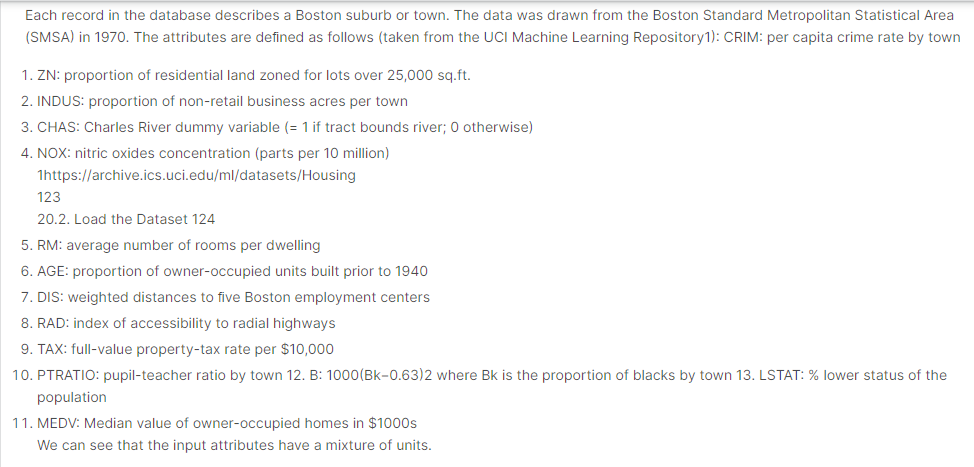 Each record in the database describes a Boston suburb or town. The data was drawn from the Boston Standard Metropolitan Statistical Area
(SMSA) in 1970. The attributes are defined as follows (taken from the UCI Machine Learning Repository1): CRIM: per capita crime rate by town
1. ZN: proportion of residential land zoned for lots over 25,000 sq.ft.
2. INDUS: proportion of non-retail business acres per town
3. CHAS: Charles River dummy variable (= 1 if tract bounds river; 0 otherwise)
4. NOX: nitric oxides concentration (parts per 10 million)
1https://archive.ics.uci.edu/ml/datasets/Housing
123
20.2. Load the Dataset 124
5. RM: average number of rooms per dwelling
6. AGE: proportion of owner-occupied units built prior to 1940
7. DIS: weighted distances to five Boston employment centers
8. RAD: index of accessibility to radial highways
9. TAX: full-value property-tax rate per $10,000
10. PTRATIO: pupil-teacher ratio by town 12. B: 1000(Bk−0.63)2 where Bk is the proportion of blacks by town 13. LSTAT: % lower status of the
population
11. MEDV: Median value of owner-occupied homes in $1000s
We can see that the input attributes have a mixture of units.